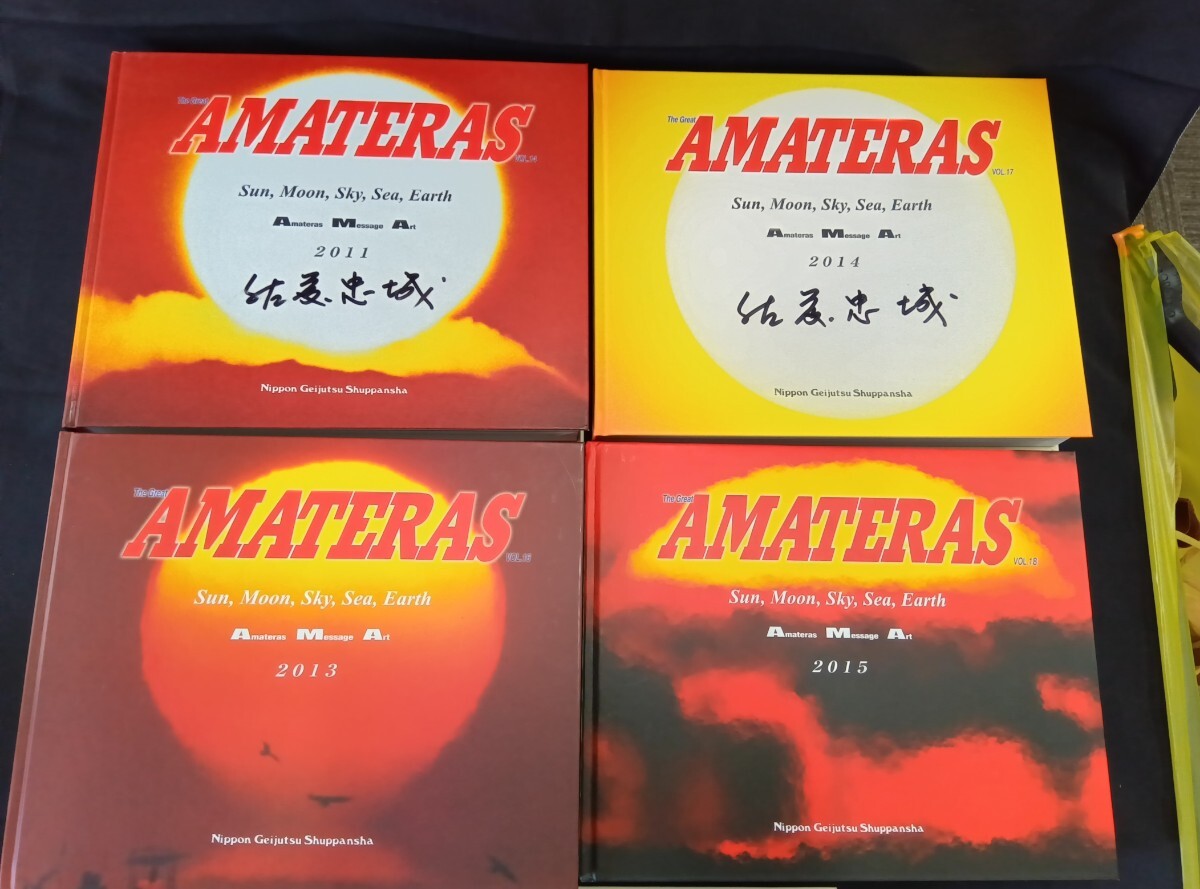 The Great
AMATERAS
VOL.14
Sun, Moon, Sky, Sea, Earth
Amateras Message Art
2011
佐藤忠城
Nippon Geijutsu Shuppansha
The Great
AMATERAS
VOL.17
Sun, Moon, Sky, Sea, Earth
Amateras Message Art
2014
佐藤忠城
Nippon Geijutsu Shuppansha
The Great
AMATERAS
VOL.16
Sun, Moon, Sky, Sea, Earth
Amateras Message Art
2013
Nippon Geijutsu Shuppansha
The Great
AMATERAS
VOL.18
Sun, Moon, Sky, Sea, Earth
Amateras Message Art
2015
Nippon Geijutsu Shuppansha